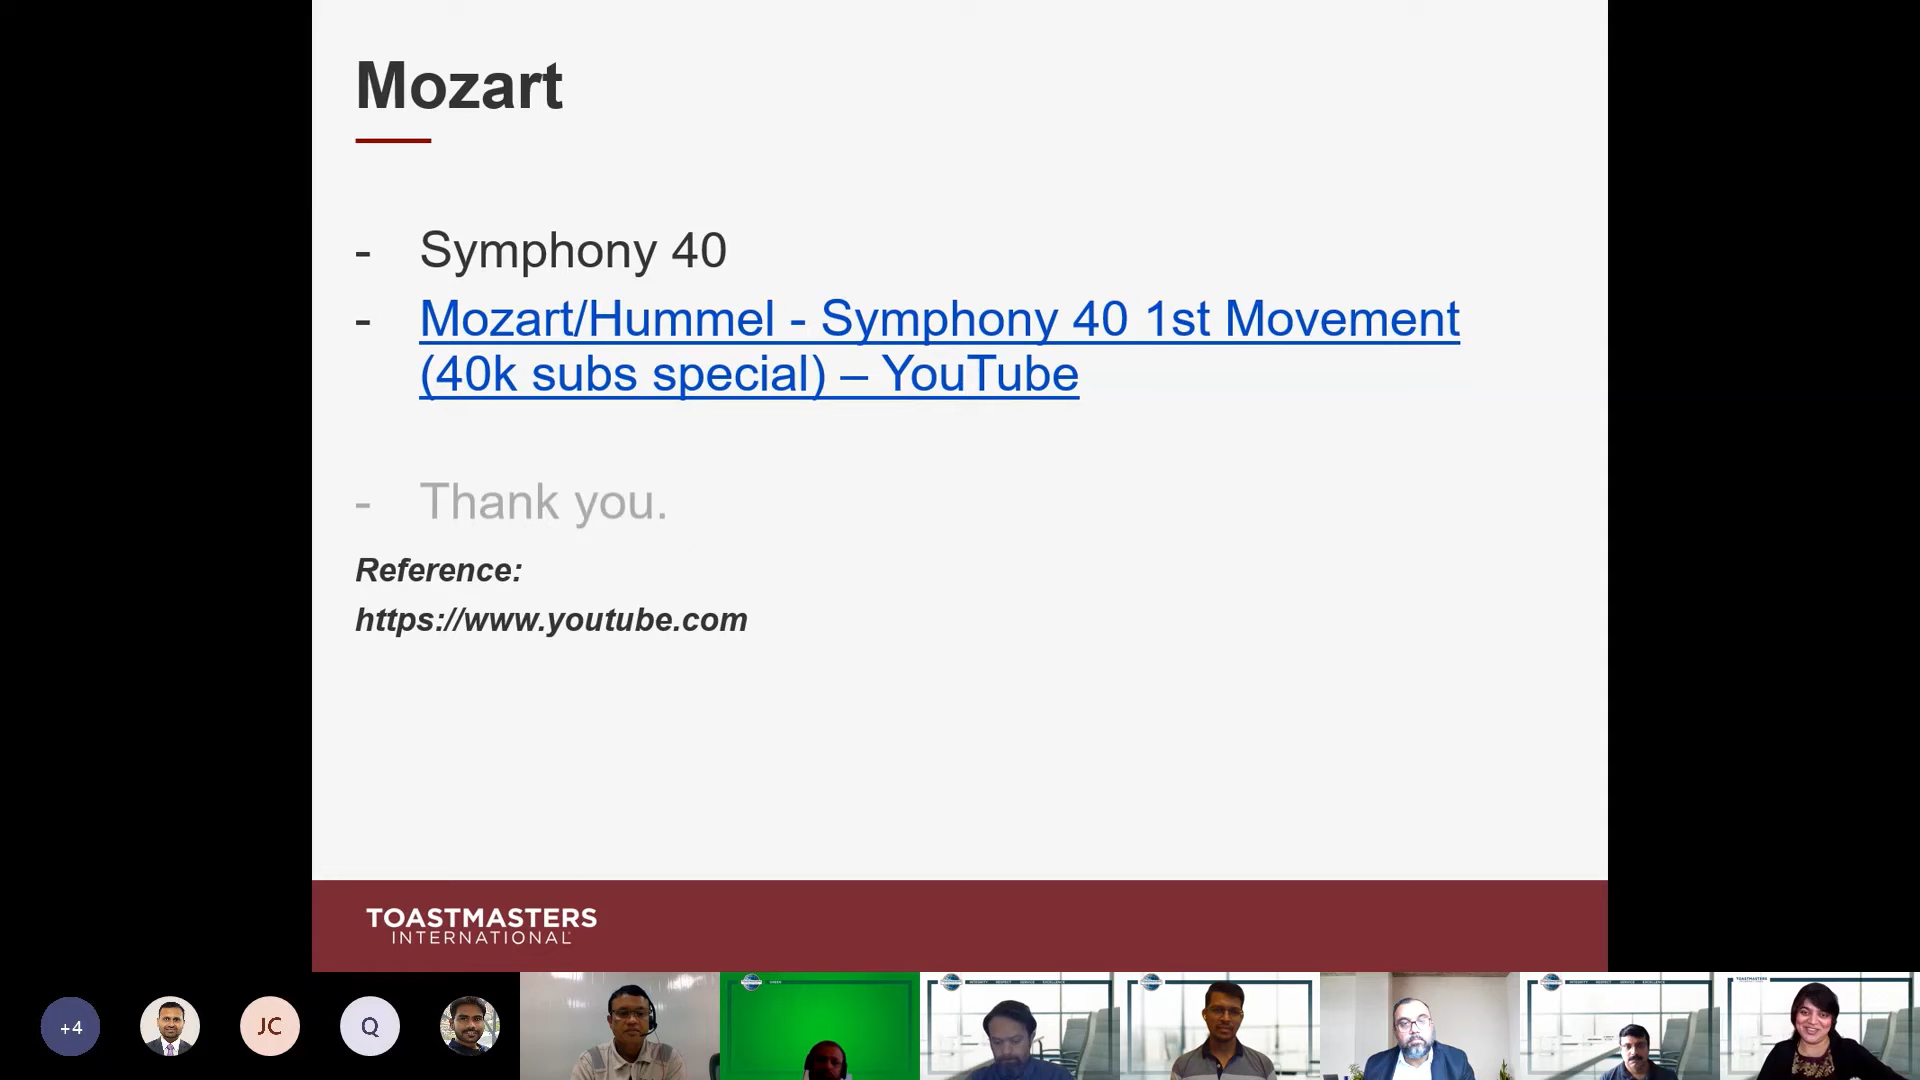 Mozart
- Symphony 40
- Mozart/Hummel - Symphony 40 1st Movement
(40k subs special) – YouTube
- Thank you.
Reference:
https://www.youtube.com
TOASTMASTERS
INTERNATIONAL
+4
JC
Q